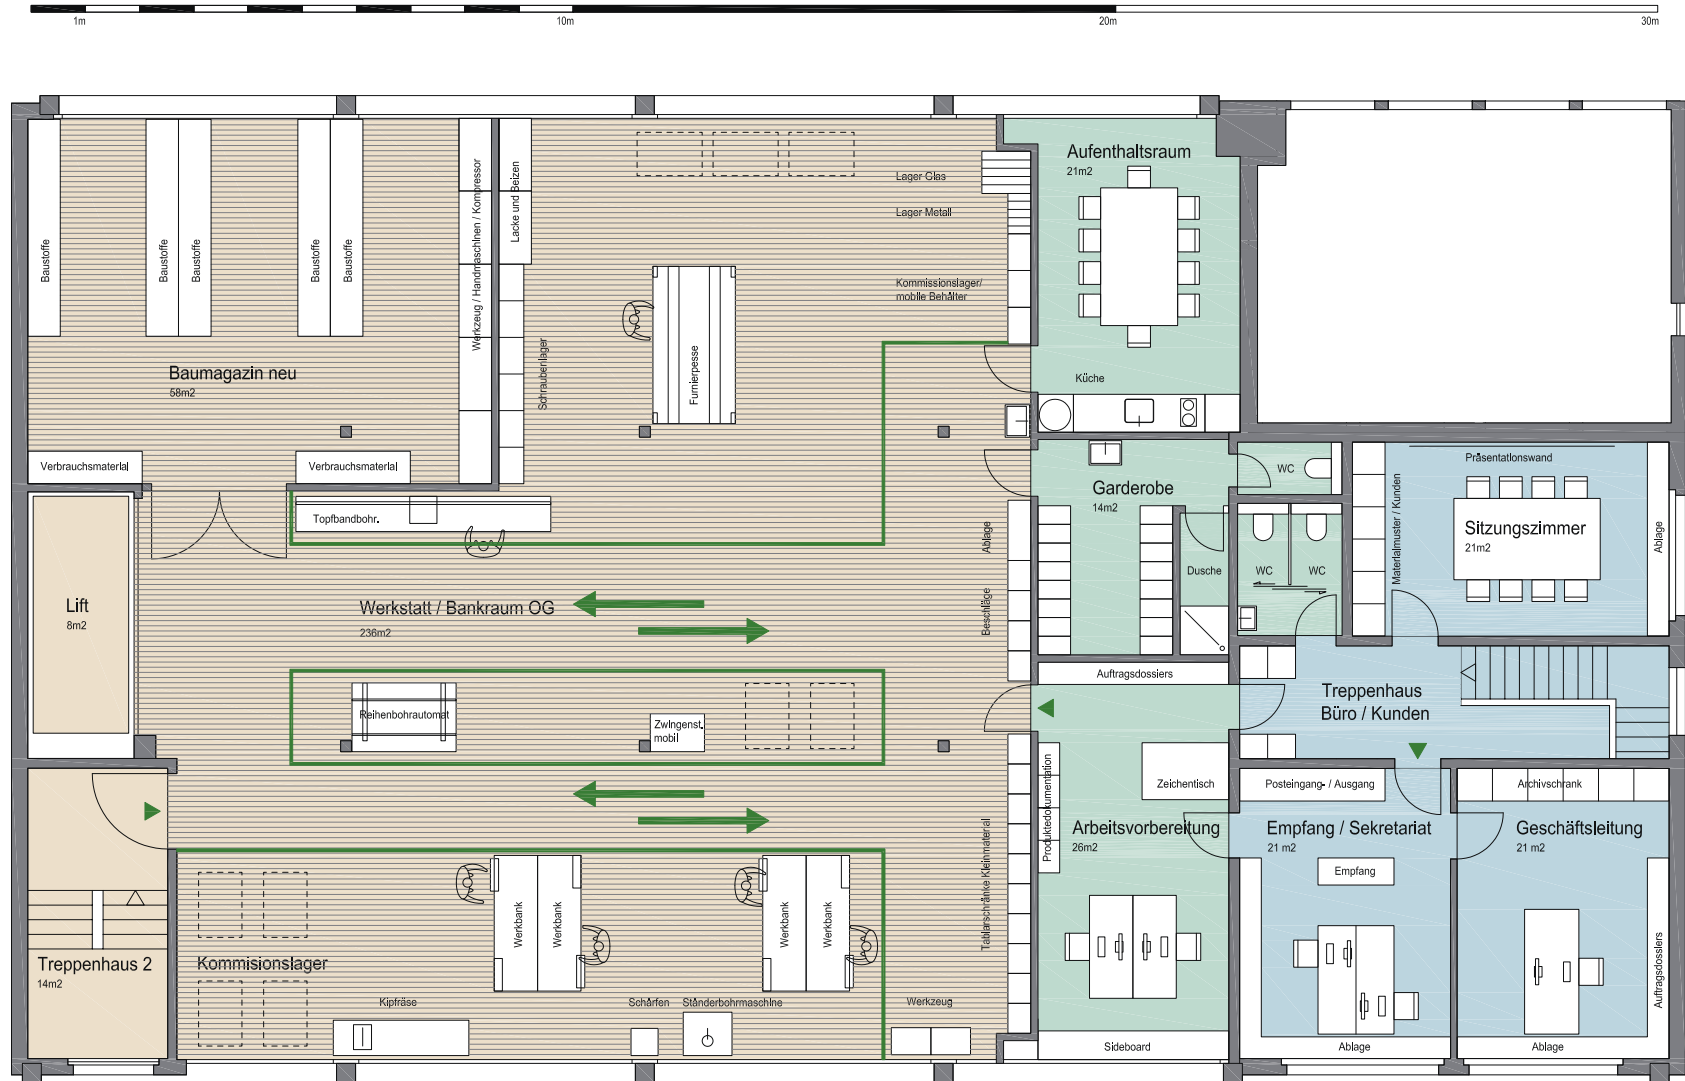 1m
10m
20m
30m
Aufenthaltsraum
21m2
Küche
Lager Glas
Lager Metall
Kommissionslager/
mobile Behälter
Baustoffe
Baustoffe
Baustoffe
Baustoffe
Baustoffe
Werkzeug / Handmaschinen / Kompressor
Lacke und Beizen
Schraubenlager
Furnierpesse
Baumagazin neu
58m2
Verbrauchsmaterial
Verbrauchsmaterial
Topfbandbohr.
Lift
8m2
Werkstatt / Bankraum OG
236m2
Ablage
Beschläge
Garderobe
14m2
Dusche
WC
WC
WC
Präsentationswand
Materialmuster / Kunden
Sitzungszimmer
21m2
Ablage
Auftragsdossiers
Treppenhaus
Büro / Kunden
Reihenbohrautomat
Zwingenst.
mobil
Produktedokumentation
Zeichentisch
Posteingang- / Ausgang
Archivschrank
Arbeitsvorbereitung
26m2
Empfang / Sekretariat
21 m2
Geschäftsleitung
21 m2
Empfang
Tablarschränke Kleinmaterial
Werkbank
Werkbank
Werkbank
Werkbank
Treppenhaus 2
14m2
Kommisionslager
Kipfräse
Schärfen
Ständerbohrmaschine
Werkzeug
Auftragsdossiers
Sideboard
Ablage
Ablage